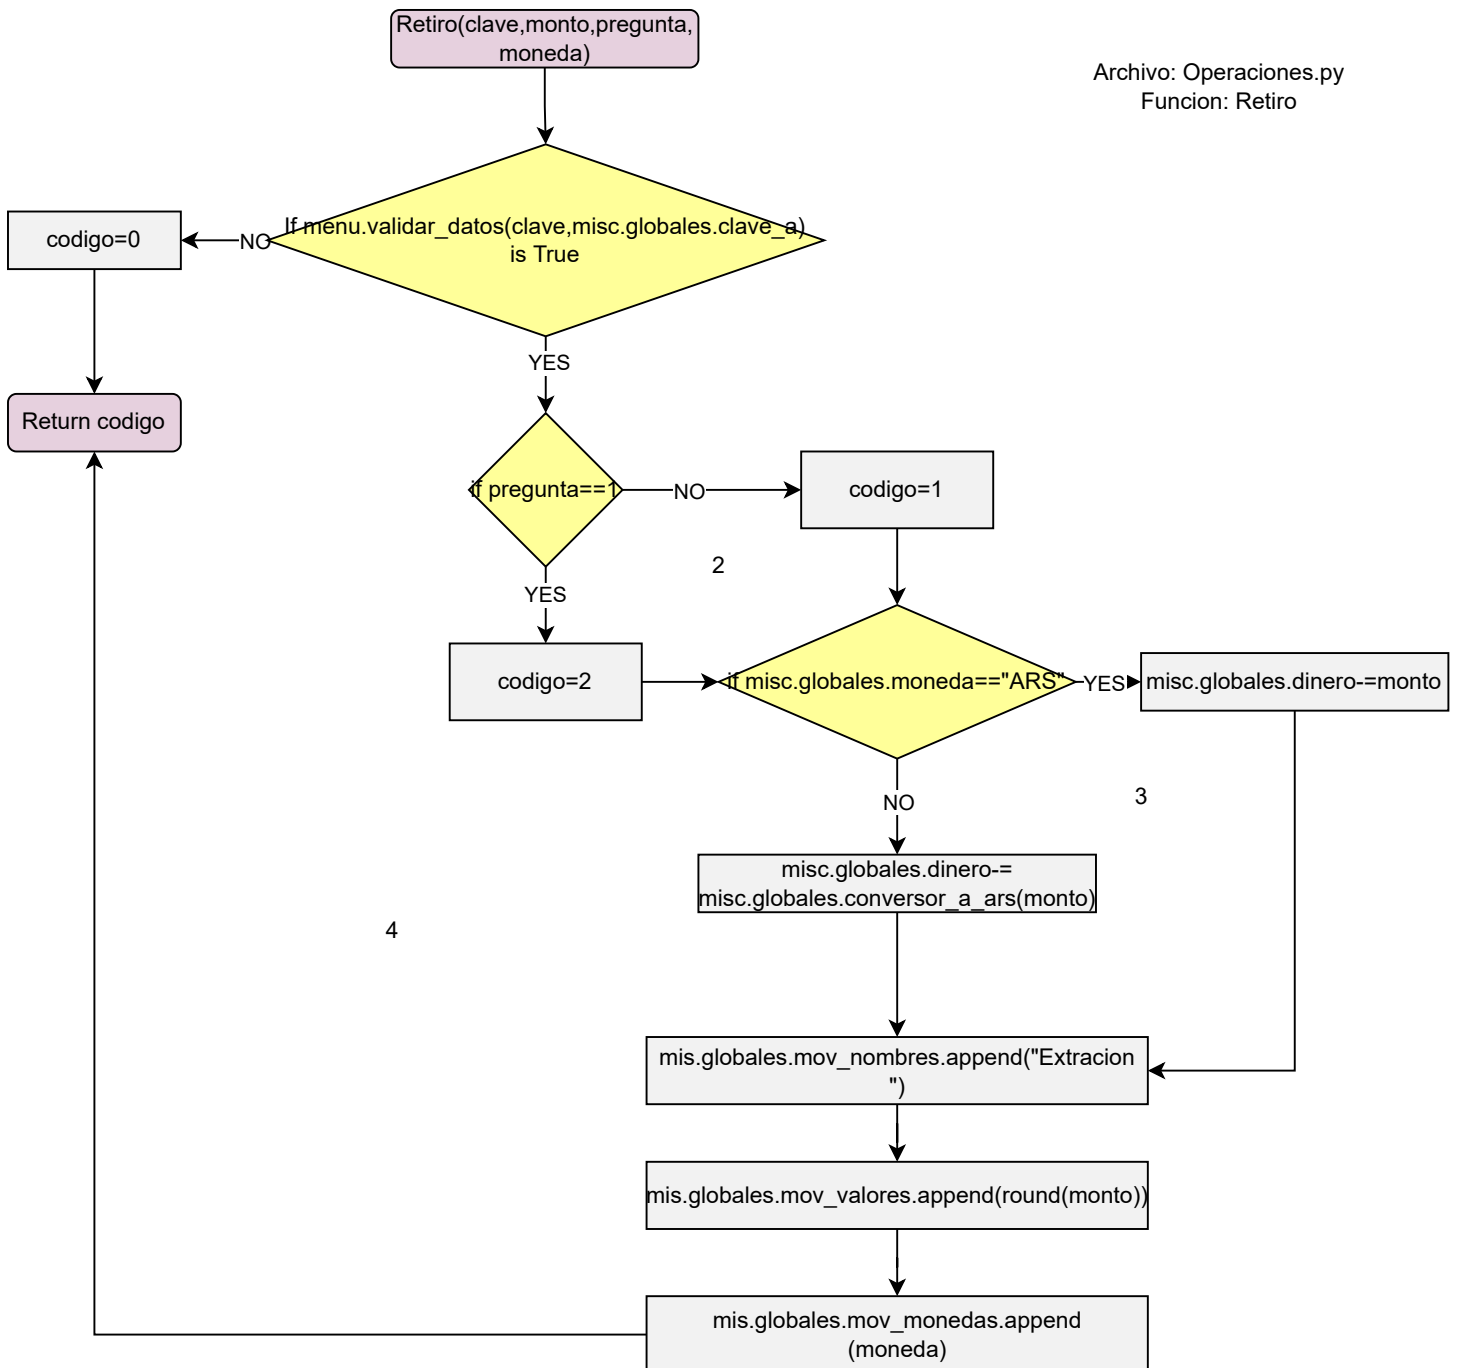 Retiro(clave,monto,pregunta,
moneda)
Archivo: Operaciones.py
Funcion: Retiro
If menu.validar_datos(clave,misc.globales.clave_a)
is True
NO
codigo=0
YES
Return codigo
if pregunta==1
NO
codigo=1
2
YES
codigo=2
if misc.globales.moneda=="ARS"
YES
misc.globales.dinero-=monto
3
NO
misc.globales.dinero-=
misc.globales.conversor_a_ars(monto)
4
mis.globales.mov_nombres.append("Extracion
")
mis.globales.mov_valores.append(round(monto))
mis.globales.mov_monedas.append
(moneda)